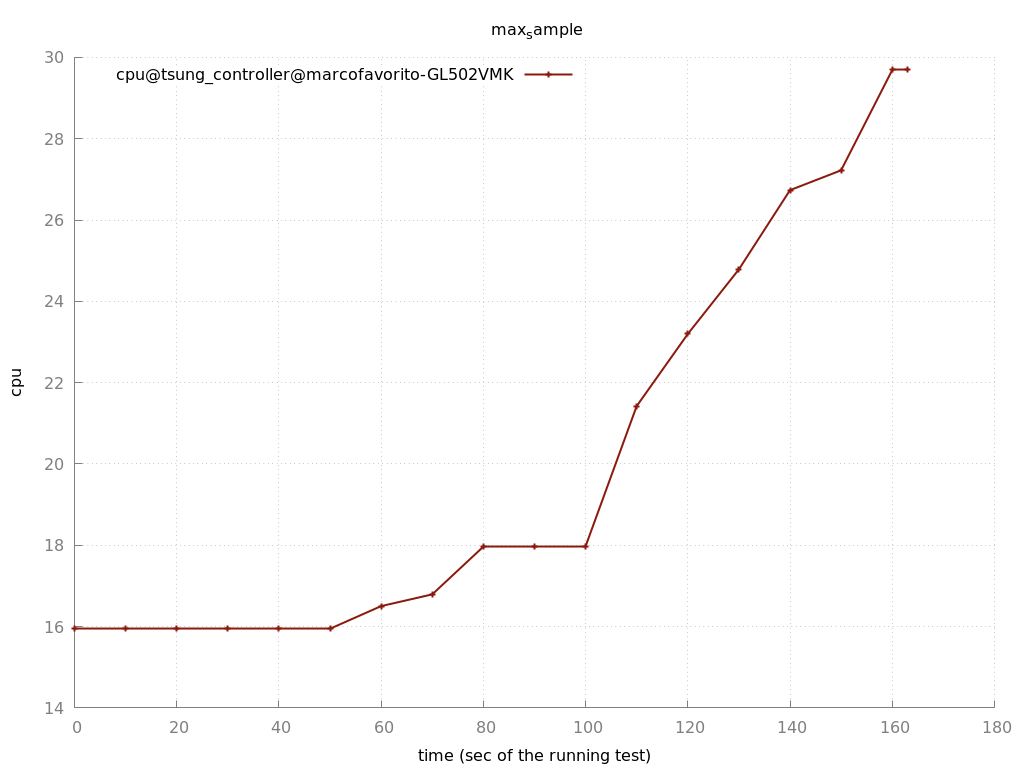 maxsample
30
cpu@tsung_controller@marcofavorito-GL502VMK
28
26
24
22
20
18
16
14
cpu
0 20 40 60 80 100 120 140 160 180
time (sec of the running test)